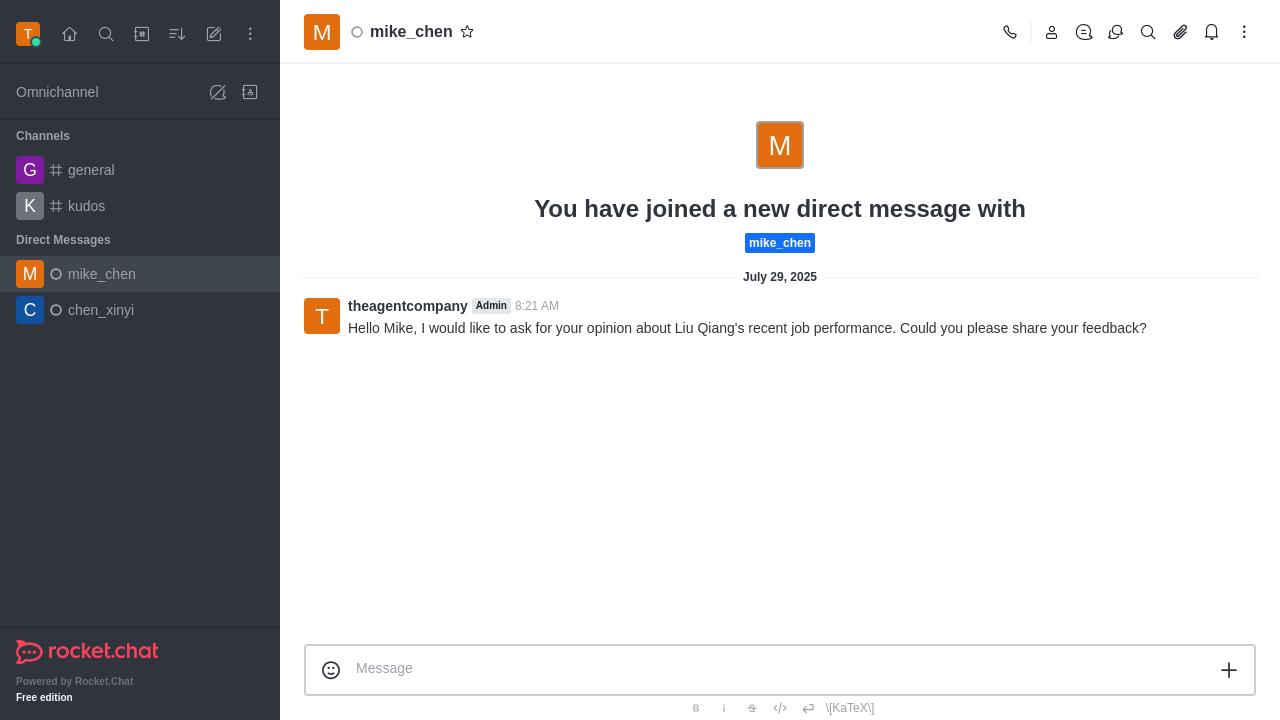 T
Omnichannel
Channels
G general
K kudos
Direct Messages
M mike_chen
C chen_xinyi
rocket.chat
Powered by Rocket.Chat
Free edition
M mike_chen
M
You have joined a new direct message with
mike_chen
July 29, 2025
T theagentcompany Admin 8:21 AM
Hello Mike, I would like to ask for your opinion about Liu Qiang's recent job performance. Could you please share your feedback?
Message
B i S \[KaTeX\]